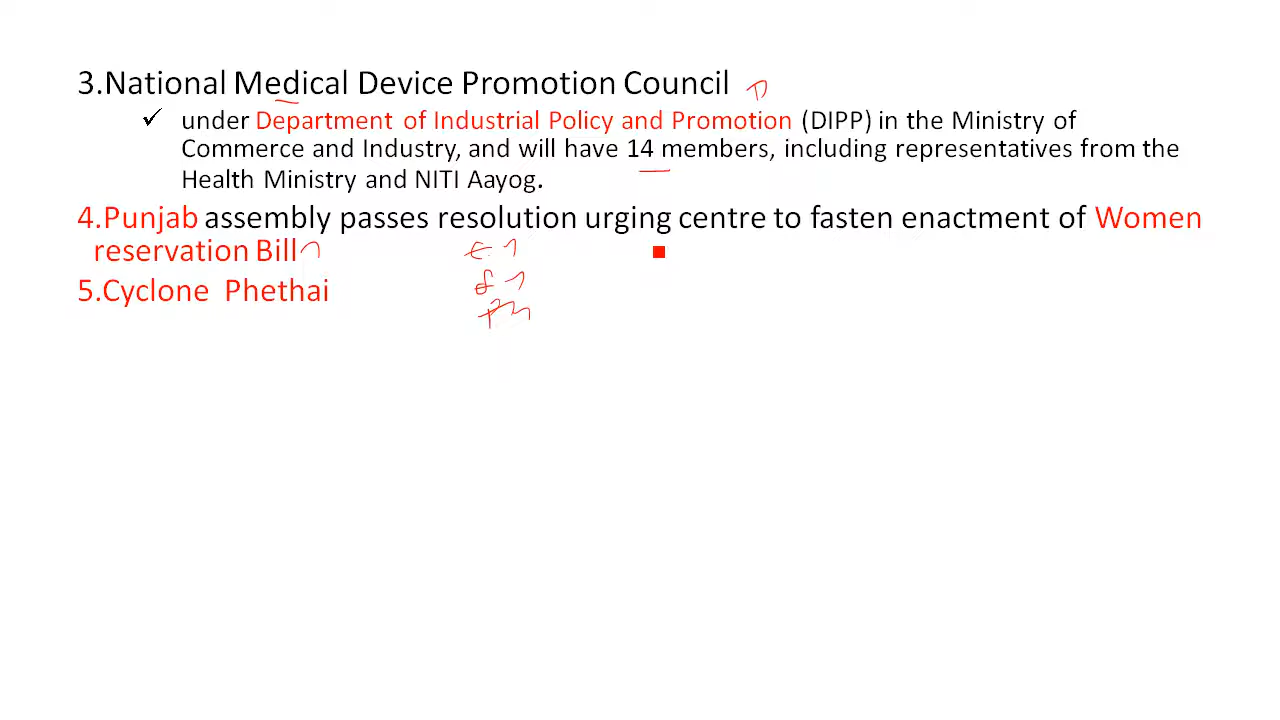 3.National Medical Device Promotion Council
✓ under Department of Industrial Policy and Promotion (DIPP) in the Ministry of
Commerce and Industry, and will have 14 members, including representatives from the
Health Ministry and NITI Aayog.
4.Punjab assembly passes resolution urging centre to fasten enactment of Women
reservation Bill
5.Cyclone Phethai